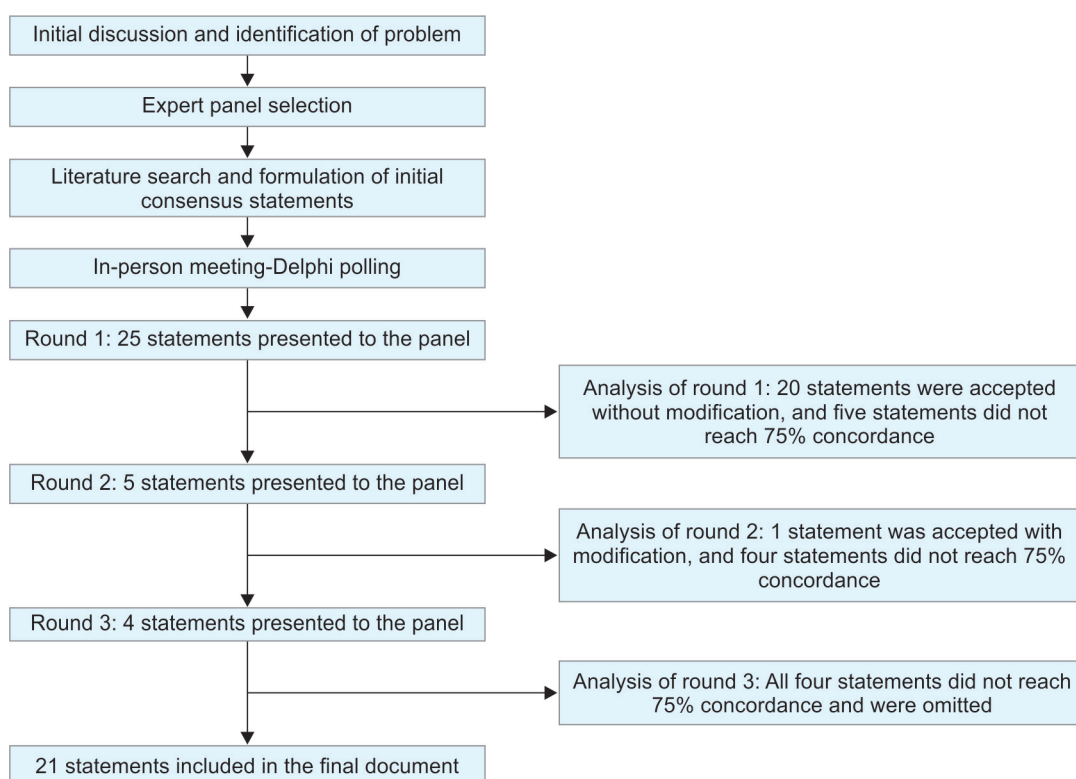 Initial discussion and identification of problem
Expert panel selection
Literature search and formulation of initial
consensus statements
In-person meeting-Delphi polling
Round 1: 25 statements presented to the panel
Analysis of round 1: 20 statements were accepted
without modification, and five statements did not
reach 75% concordance
Round 2: 5 statements presented to the panel
Analysis of round 2: 1 statement was accepted with
modification, and four statements did not reach 75%
concordance
Round 3: 4 statements presented to the panel
Analysis of round 3: All four statements did not reach
75% concordance and were omitted
21 statements included in the final document